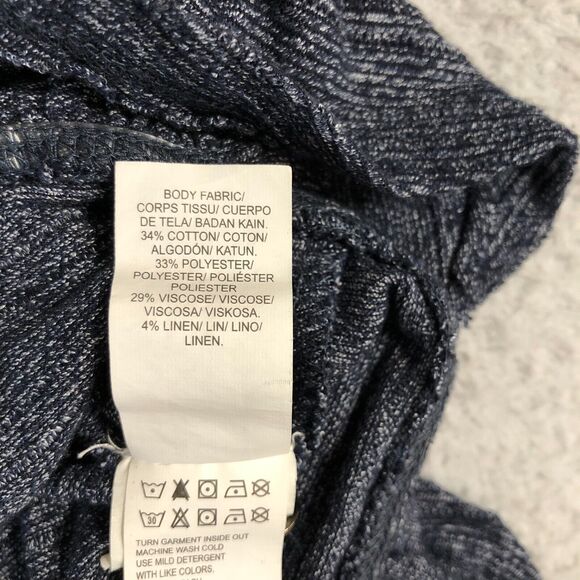 BODY FABRIC/
CORPS TISSU/ CUERPO
DE TELA/ BADAN KAIN.
34% COTTON/ COTON/
ALGODÓN/ KATUN.
33% POLYESTER/
POLYESTER/ POLIÉSTER
POLIESTER
29% VISCOSE/ VISCOSE/
VISCOSA/ VISKOSA.
4% LINEN/ LIN/ LINO/
LINEN.
30
TURN GARMENT INSIDE OUT
MACHINE WASH COLD
USE MILD DETERGENT
WITH LIKE COLORS,